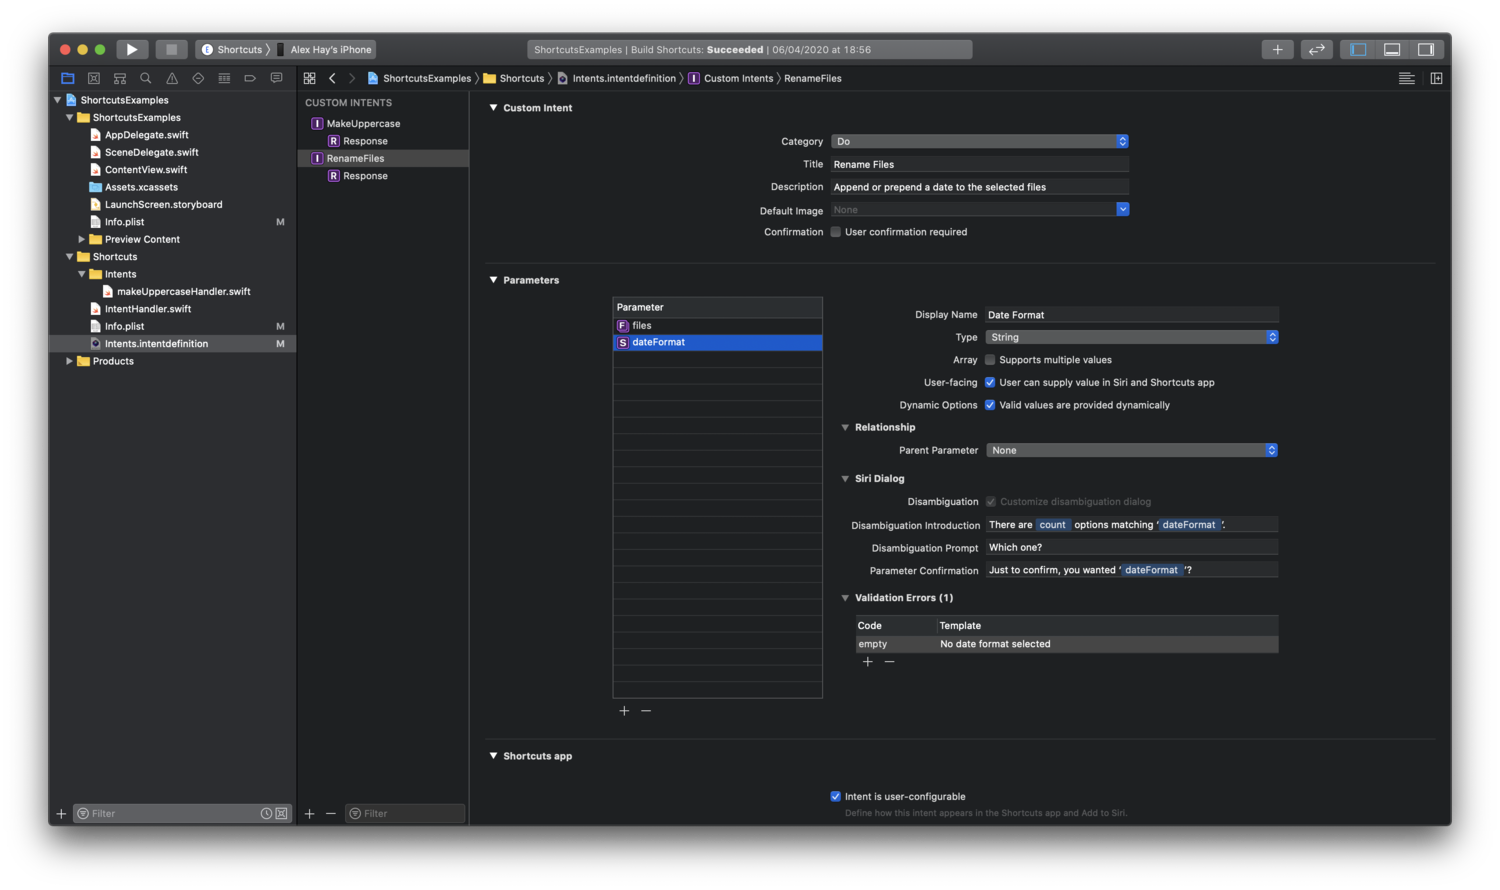 Shortcuts 〉 Alex Hay's iPhone
ShortcutsExamples | Build Shortcuts: Succeeded | 06/04/2020 at 18:56
ShortcutsExamples 〉 Shortcuts 〉 Intents.intentdefinition 〉 Custom Intents 〉 RenameFiles
ShortcutsExamples
ShortcutsExamples
AppDelegate.swift
SceneDelegate.swift
ContentView.swift
Assets.xcassets
LaunchScreen.storyboard
Info.plist M
Preview Content
Shortcuts
Intents
makeUppercaseHandler.swift
IntentHandler.swift
Info.plist M
Intents.intentdefinition M
Products
Filter
CUSTOM INTENTS
I MakeUppercase
R Response
I RenameFiles
R Response
Filter
Custom Intent
Category Do
Title Rename Files
Description Append or prepend a date to the selected files
Default Image None
Confirmation User confirmation required
Parameters
Parameter
F files
S dateFormat
Display Name Date Format
Type String
Array Supports multiple values
User-facing User can supply value in Siri and Shortcuts app
Dynamic Options Valid values are provided dynamically
Relationship
Parent Parameter None
Siri Dialog
Disambiguation Customize disambiguation dialog
Disambiguation Introduction There are count options matching ‘dateFormat’.
Disambiguation Prompt Which one?
Parameter Confirmation Just to confirm, you wanted ‘dateFormat’?
Validation Errors (1)
Code Template
empty No date format selected
Shortcuts app
Intent is user-configurable
Define how this intent appears in the Shortcuts app and Add to Siri.